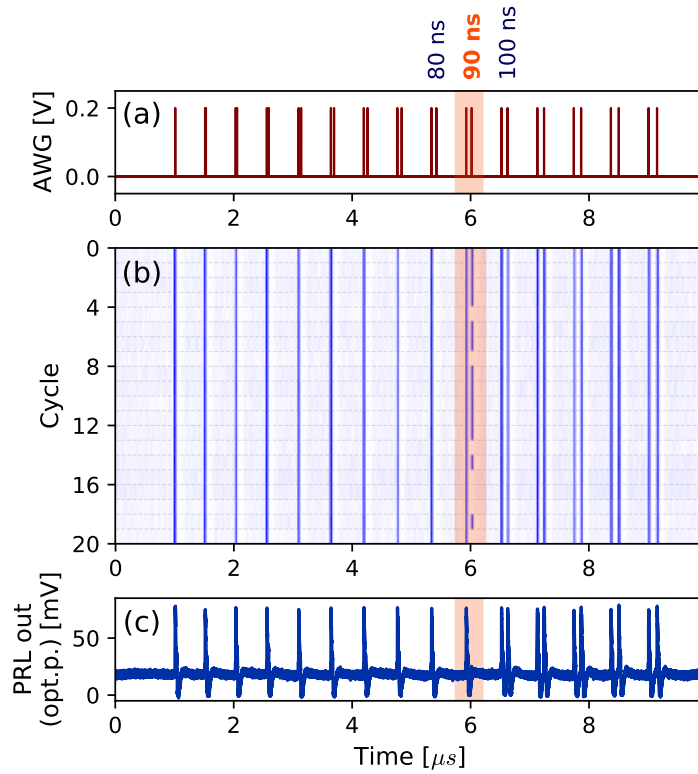 80 ns
90 ns
100 ns
AWG [V]
0.2
0.0
(a)
0 2 4 6 8
Cycle
0
4
8
12
16
20
(b)
0 2 4 6 8
PRL out
(opt.p.) [mV]
50
0
(c)
0 2 4 6 8
Time [μs]